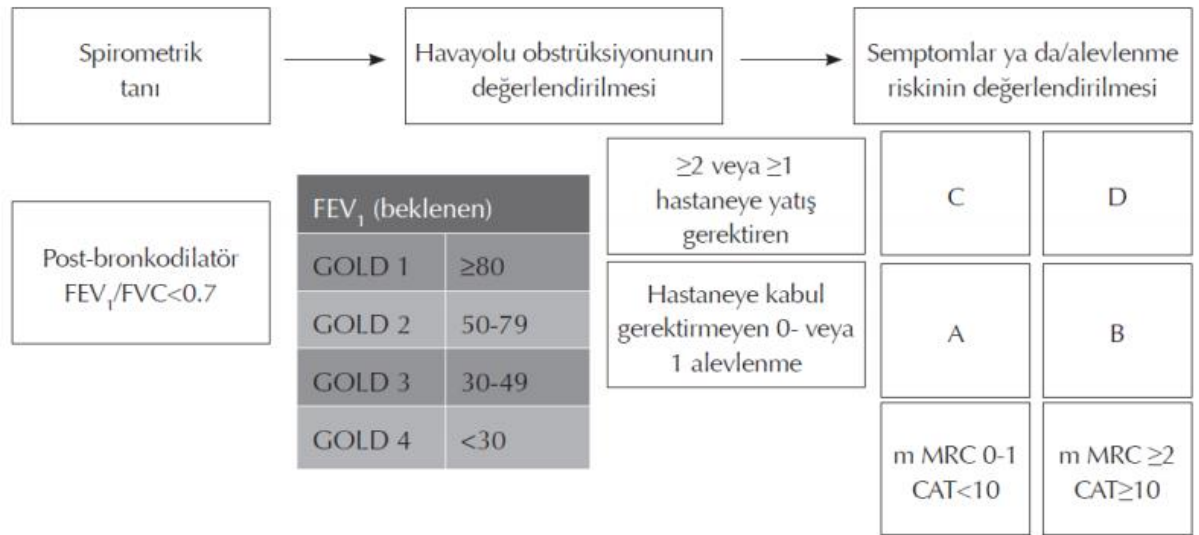 Spirometrik
tanı
Havayolu obstrüksiyonunun
değerlendirilmesi
Semptomlar ya da/alevlenme
riskinin değerlendirilmesi
Post-bronkodilatör
FEV₁/FVC<0.7
FEV₁ (beklenen)
GOLD 1 ≥80
GOLD 2 50-79
GOLD 3 30-49
GOLD 4 <30
≥2 veya ≥1
hastaneye yatış
gerektiren
C D
Hastaneye kabul
gerektirmeyen 0- veya
1 alevlenme
A B
m MRC 0-1
CAT<10
m MRC ≥2
CAT≥10